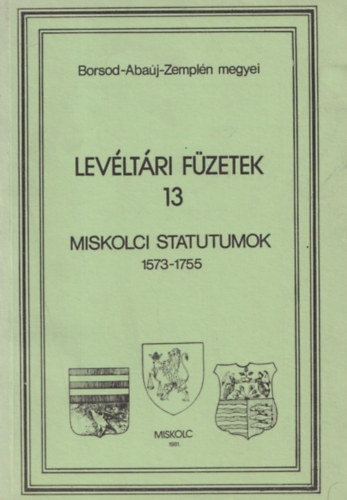 Borsod-Abaúj-Zemplén megyei
LEVÉLTÁRI FÜZETEK
13
MISKOLCI STATUTUMOK
1573-1755
MISKOLC